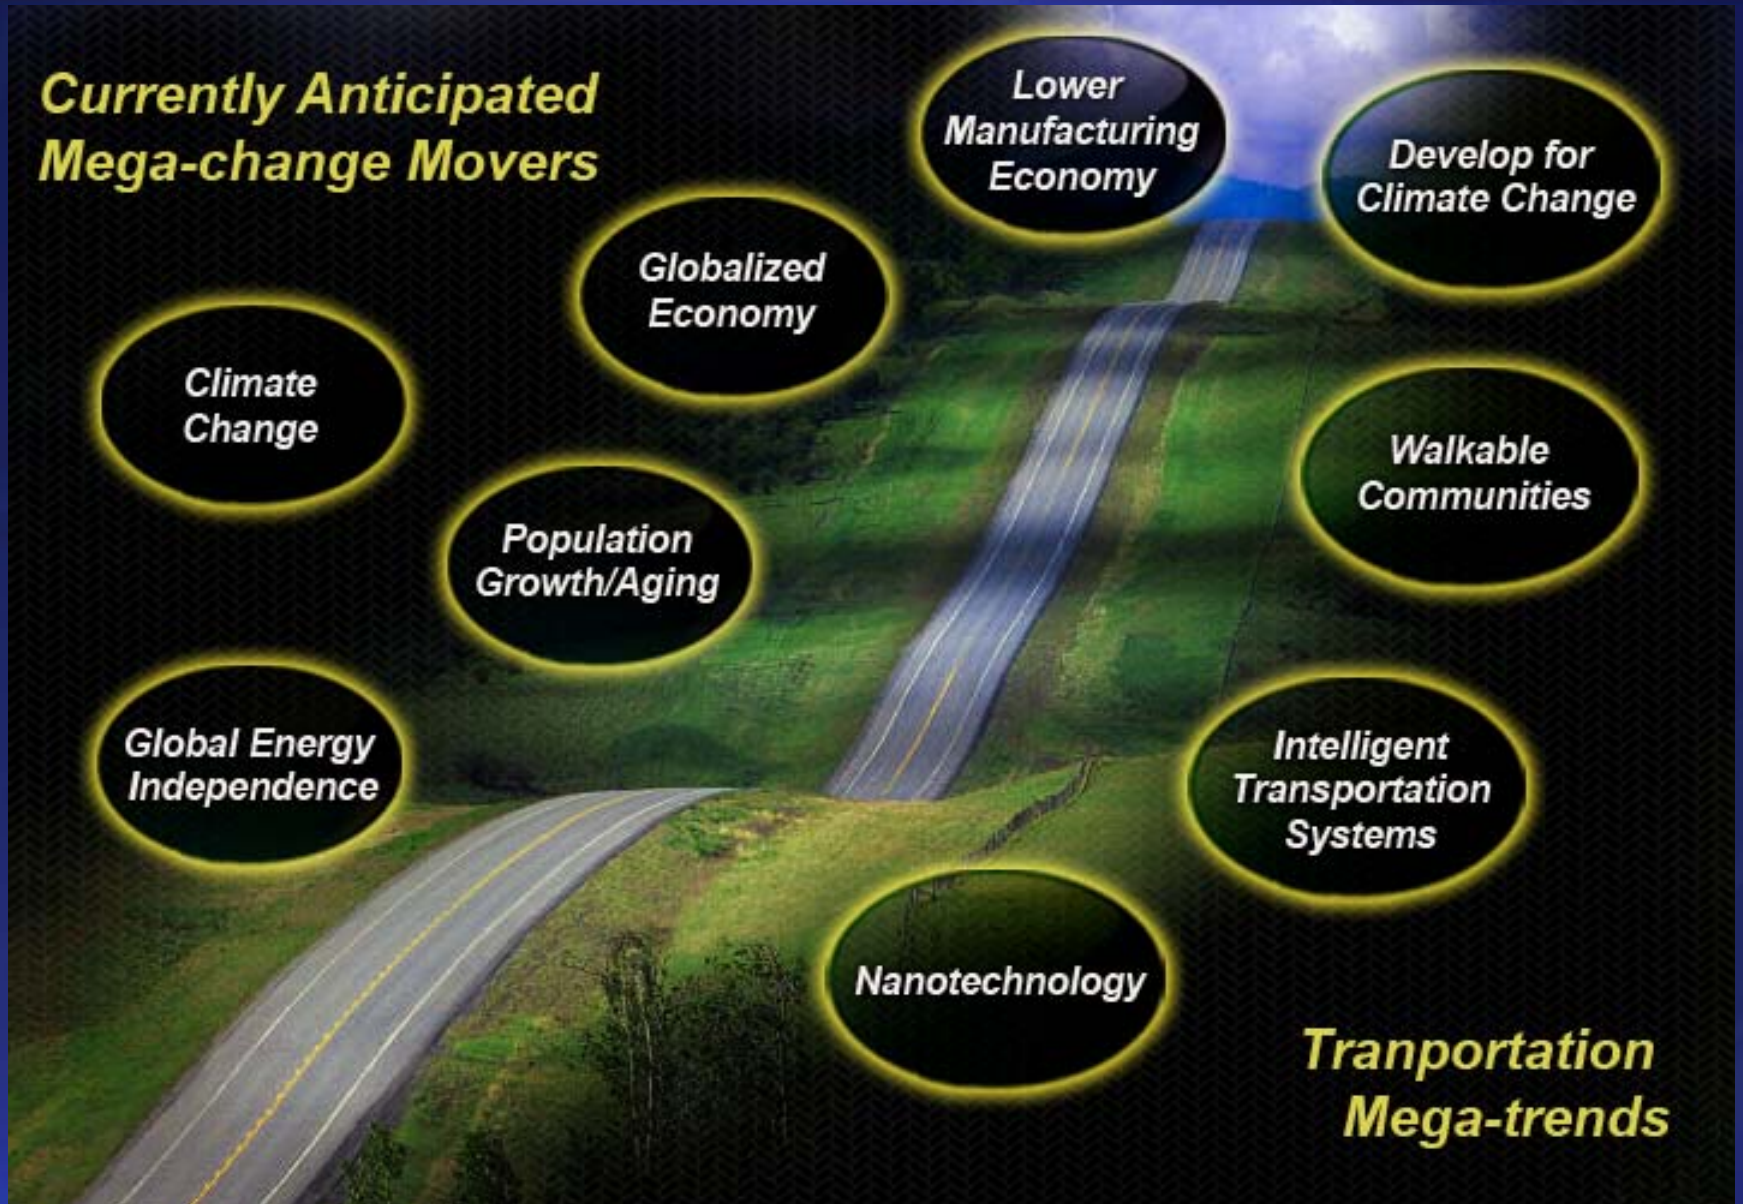 Currently Anticipated
Mega-change Movers
Lower
Manufacturing
Economy
Develop for
Climate Change
Globalized
Economy
Climate
Change
Walkable
Communities
Population
Growth/Aging
Global Energy
Independence
Intelligent
Transportation
Systems
Nanotechnology
Tranportation
Mega-trends